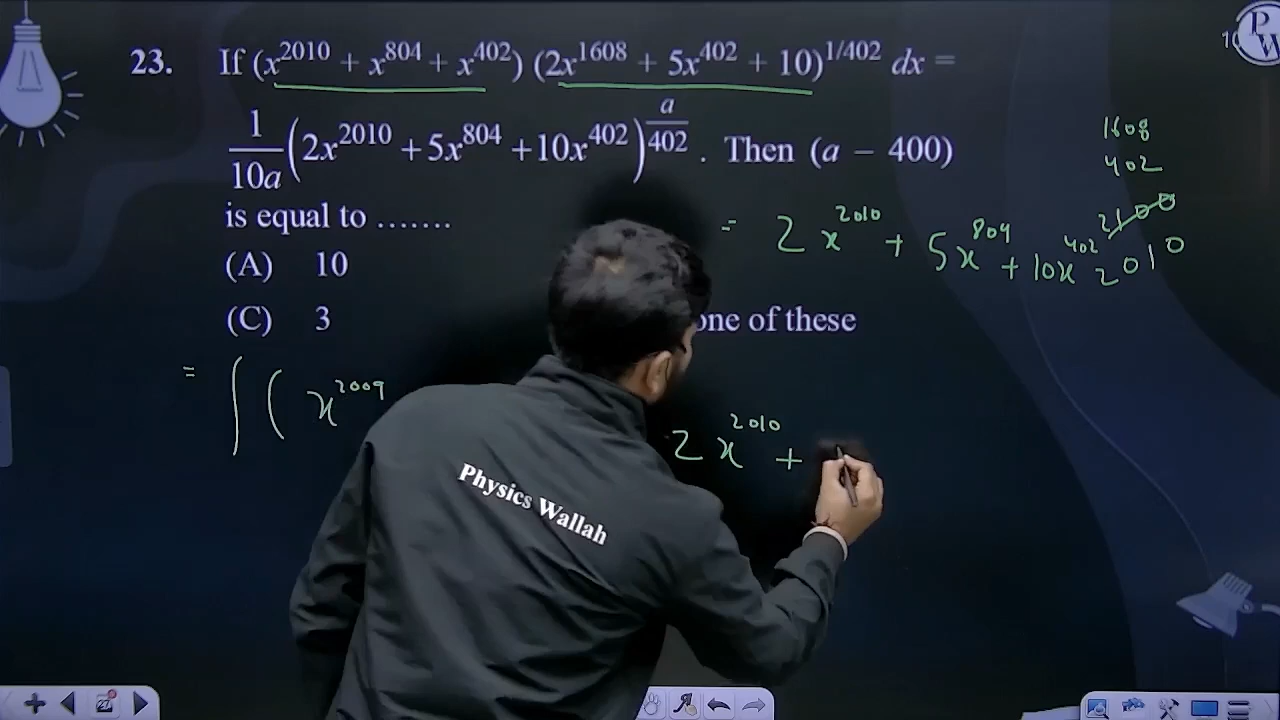 23. If (x^2010 + x^804 + x^402) (2x^1608 + 5x^402 + 10)^1/402 dx =
1/10a (2x^2010 + 5x^804 + 10x^402)^a/402 . Then (a − 400)
is equal to .......
(A) 10
(C) 3
one of these
1608
402
2100
2010
= 2x^2010 + 5x^804 + 10x^402
= ∫ ( x^2009
2x^2010 +
Physics Wallah
PW